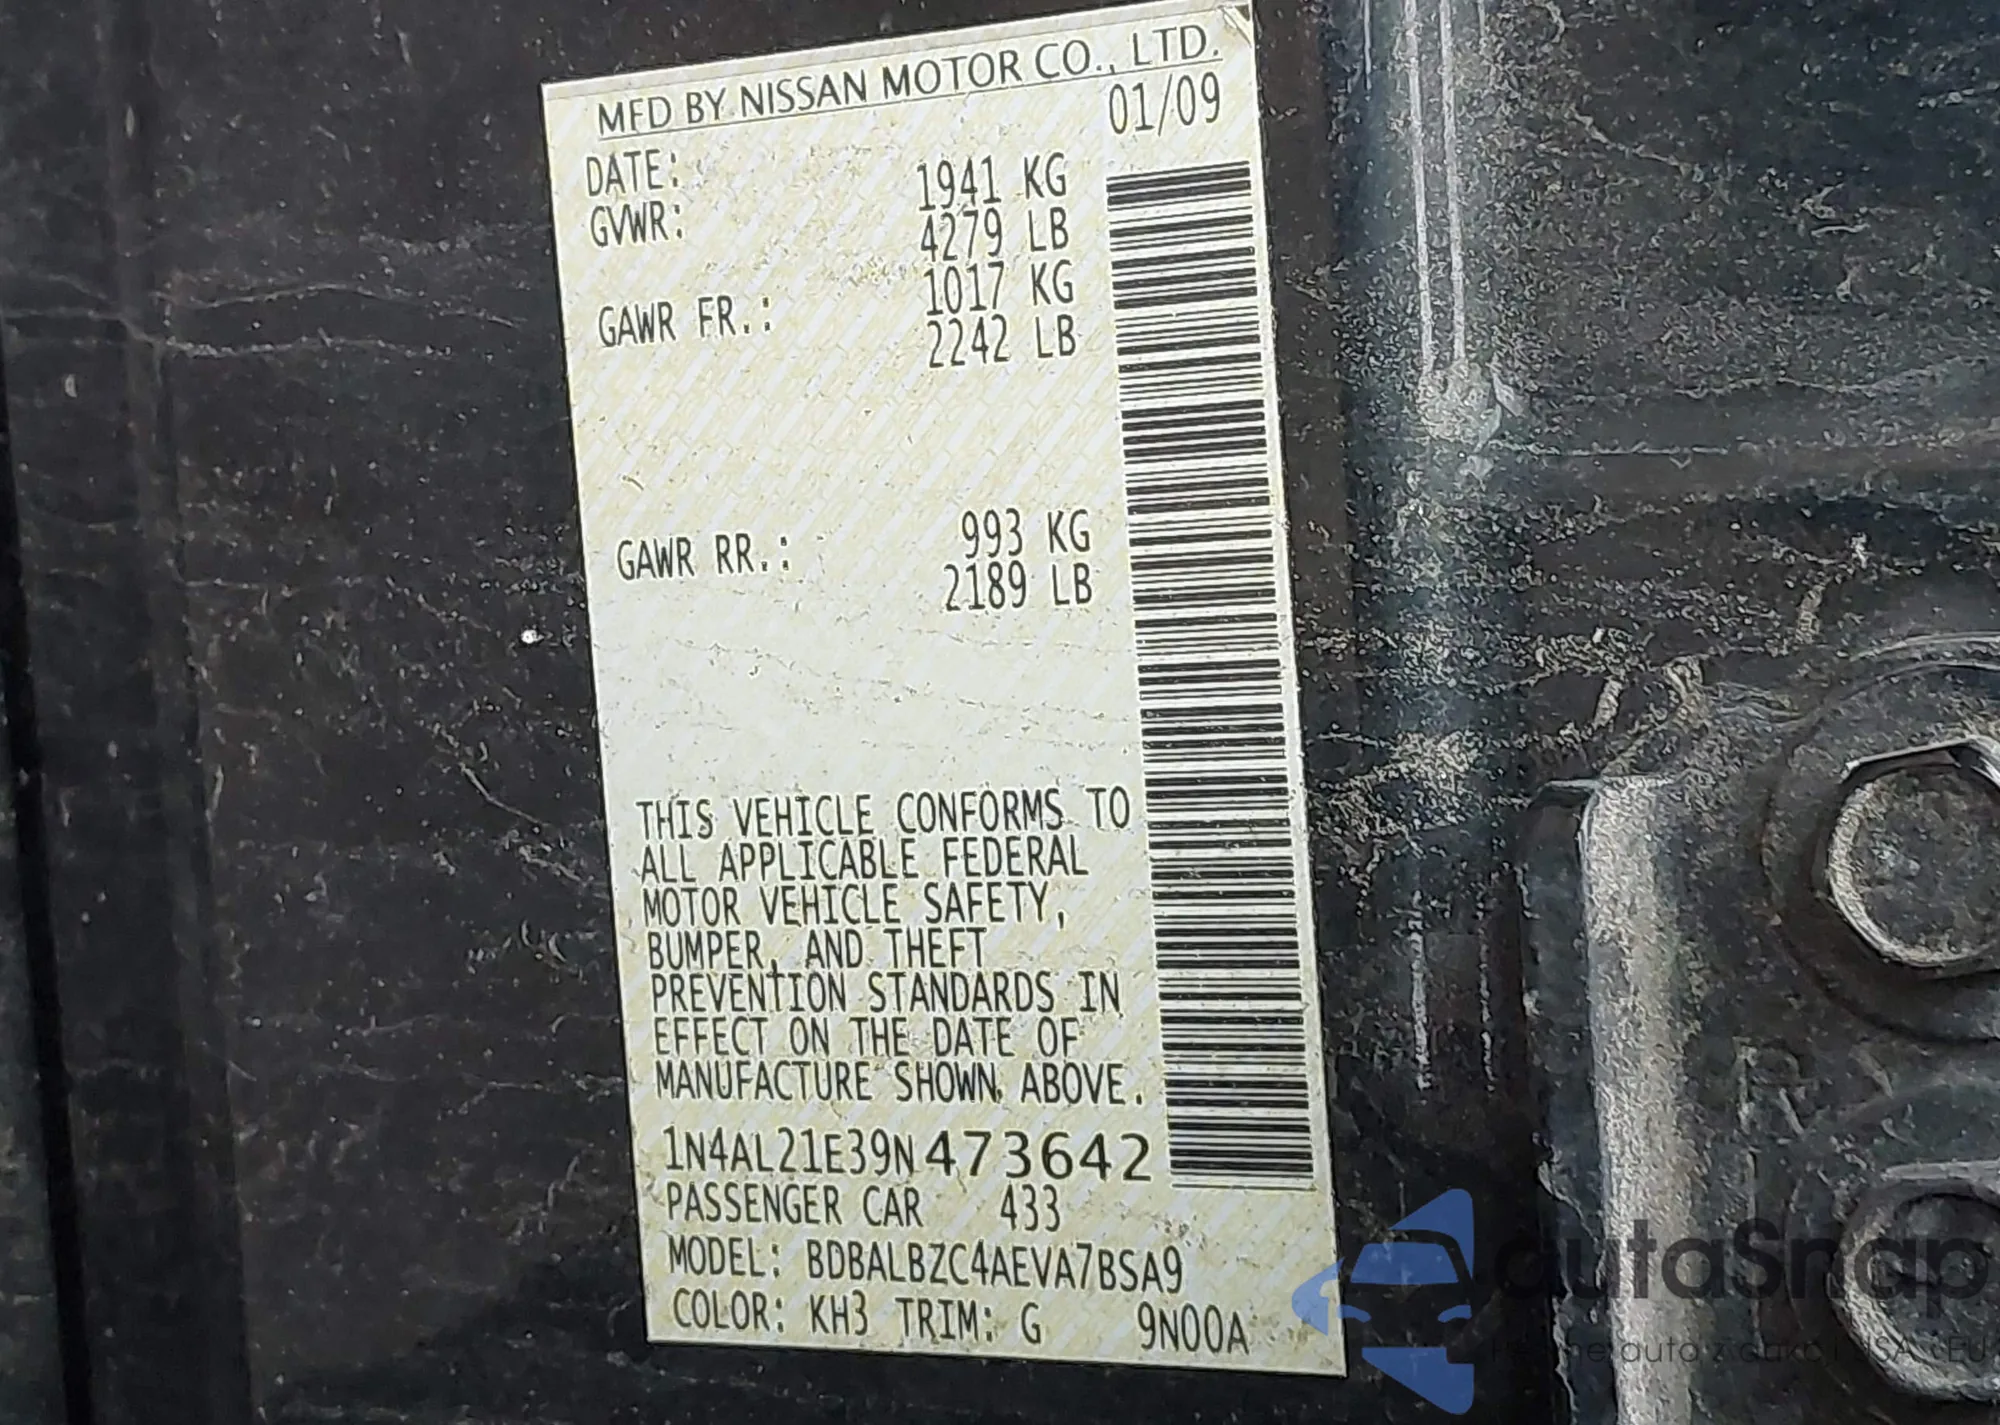 MFD BY NISSAN MOTOR CO., LTD.
DATE: 01/09
GVWR: 1941 KG
4279 LB
GAWR FR.: 1017 KG
2242 LB
GAWR RR.: 993 KG
2189 LB
THIS VEHICLE CONFORMS TO
ALL APPLICABLE FEDERAL
MOTOR VEHICLE SAFETY,
BUMPER, AND THEFT
PREVENTION STANDARDS IN
EFFECT ON THE DATE OF
MANUFACTURE SHOWN ABOVE.
1N4AL21E39N473642
PASSENGER CAR 433
MODEL: BDBALBZC4AEVA7BSA9
COLOR: KH3 TRIM: G 9N00A
autaSnap